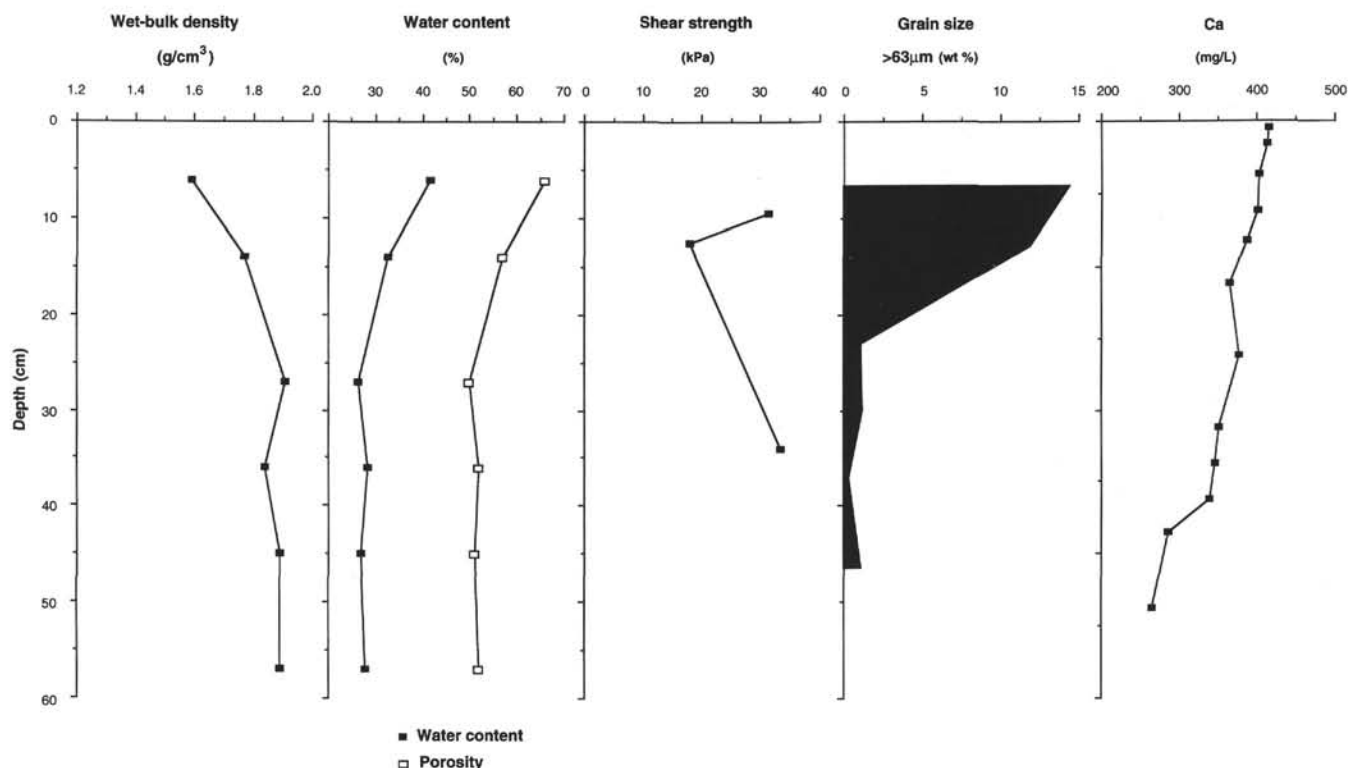 Wet-bulk density
(g/cm³)
1.2 1.4 1.6 1.8 2.0
Water content
(%)
30 40 50 60 70
Shear strength
(kPa)
0 10 20 30 40
Grain size
>63μm (wt %)
0 5 10 15
Ca
(mg/L)
200 300 400 500
Depth (cm)
0
10
20
30
40
50
60
Water content
Porosity